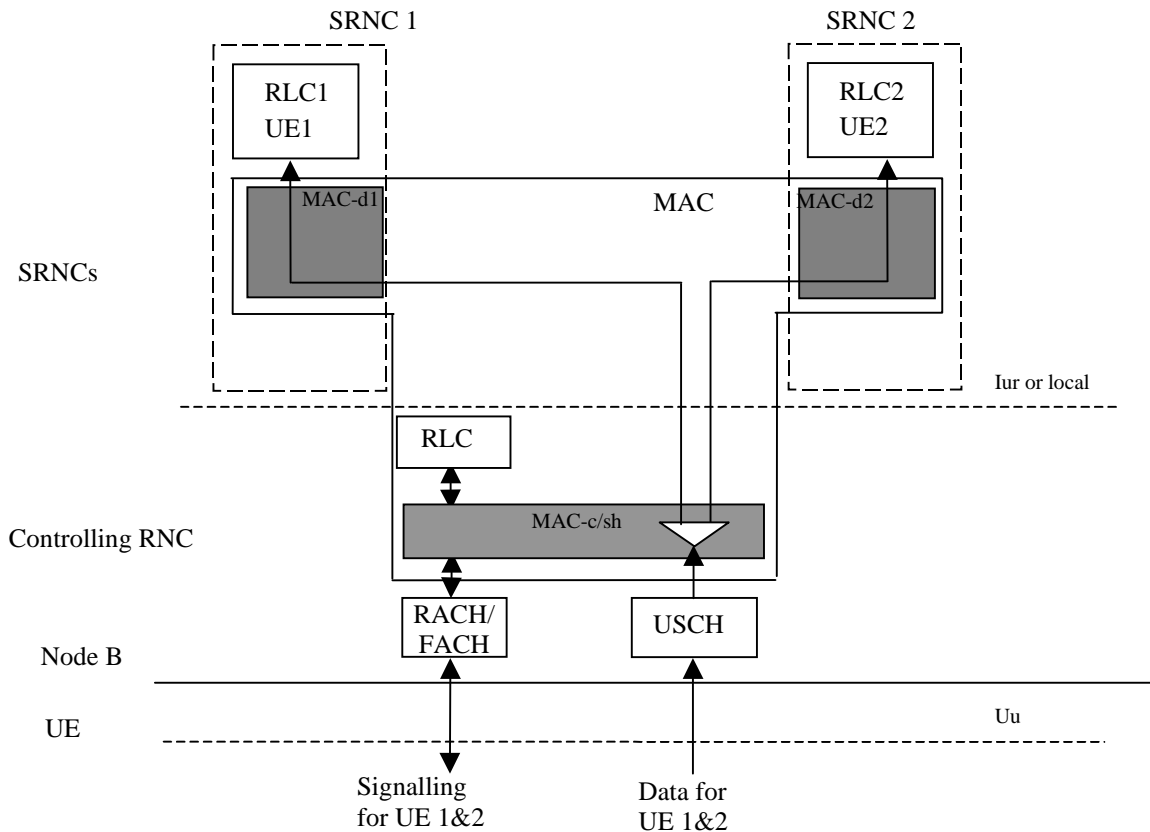 SRNC 1
SRNC 2
RLC1
UE1
RLC2
UE2
MAC-d1
MAC
MAC-d2
SRNCs
Iur or local
RLC
MAC-c/sh
Controlling RNC
RACH/
FACH
USCH
Node B
UE
Uu
Signalling
for UE 1&2
Data for
UE 1&2